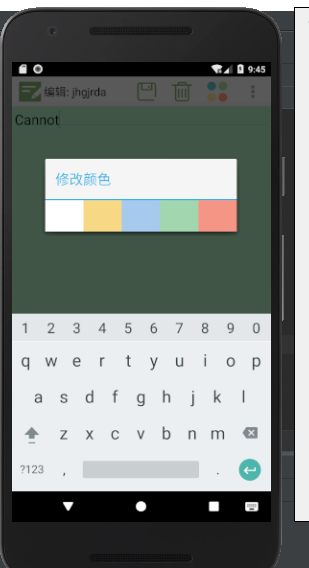 9:45
编辑: jhgjrda
Cannot
修改颜色
1 2 3 4 5 6 7 8 9 0
q w e r t y u i o p
a s d f g h j k l
z x c v b n m
?123 , .